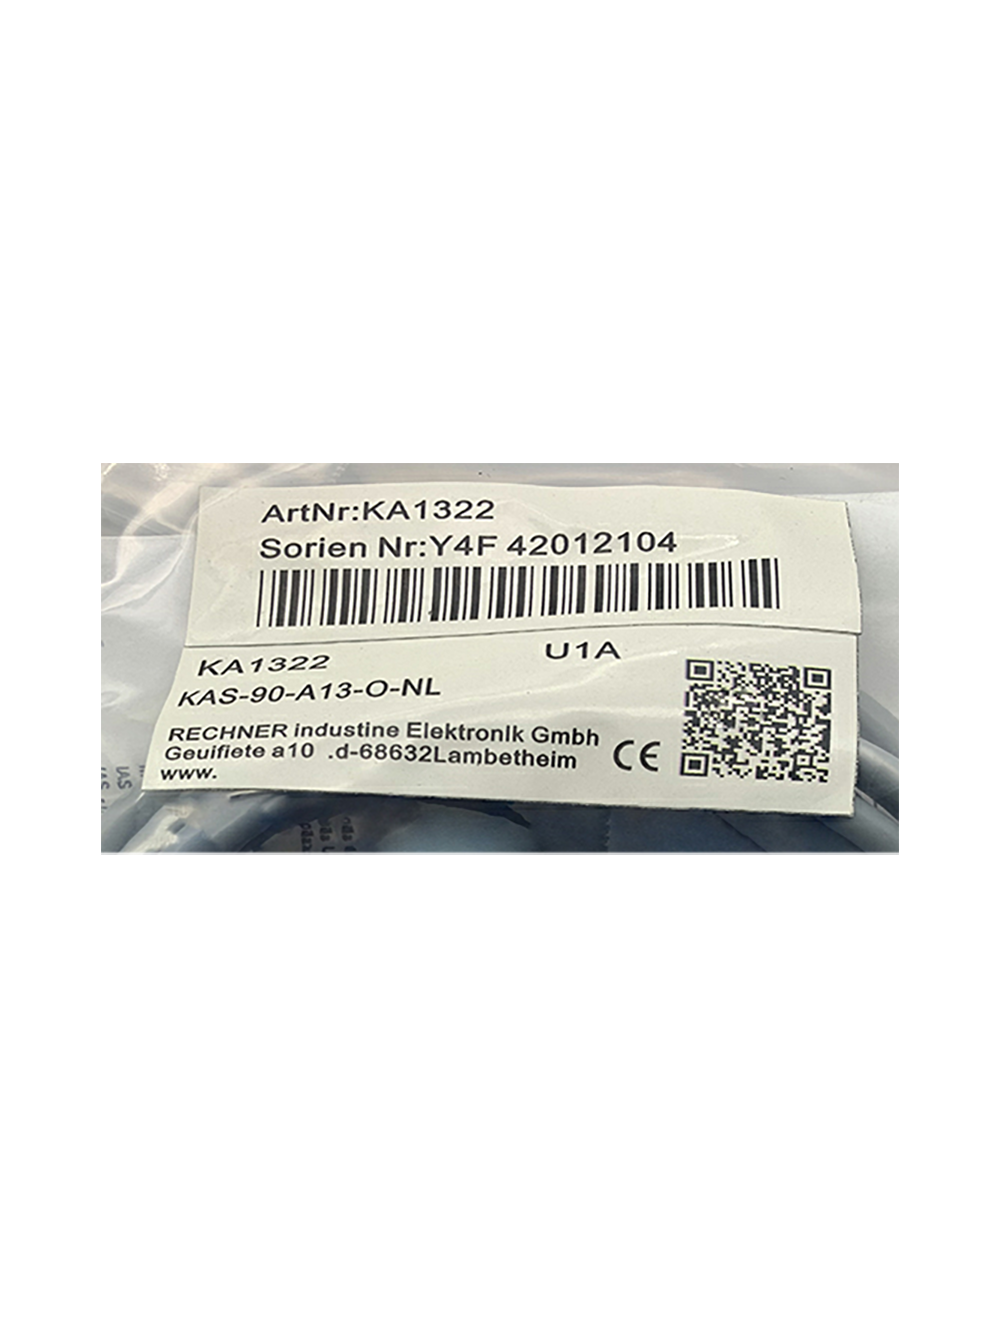 ArtNr:KA1322
Sorien Nr:Y4F 42012104
KA1322
U1A
KAS-90-A13-O-NL
RECHNER industine Elektronlk Gmbh
Geuifiete a10 .d-68632Lambetheim
www.
CE